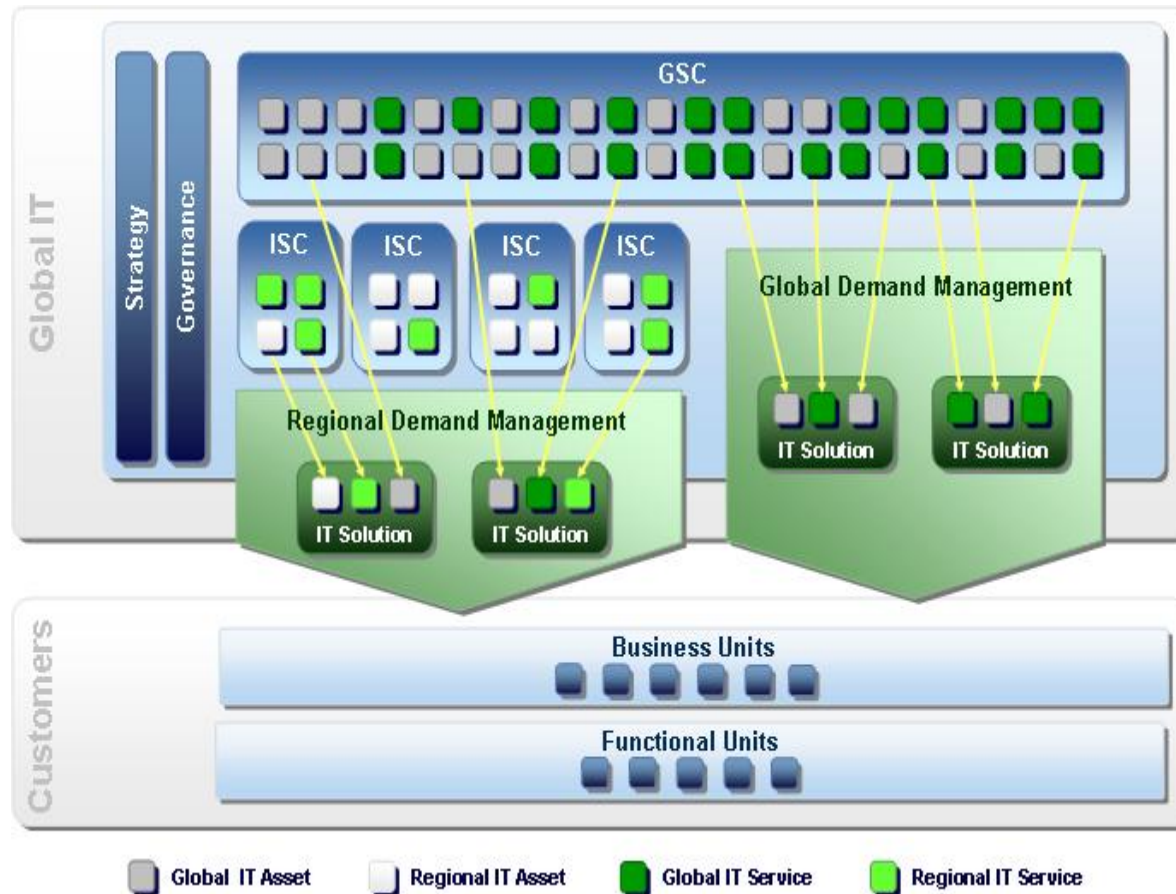 Global IT
Strategy
Governance
GSC
ISC
ISC
ISC
ISC
Global Demand Management
Regional Demand Management
IT Solution
IT Solution
IT Solution
IT Solution
Customers
Business Units
Functional Units
Global IT Asset
Regional IT Asset
Global IT Service
Regional IT Service